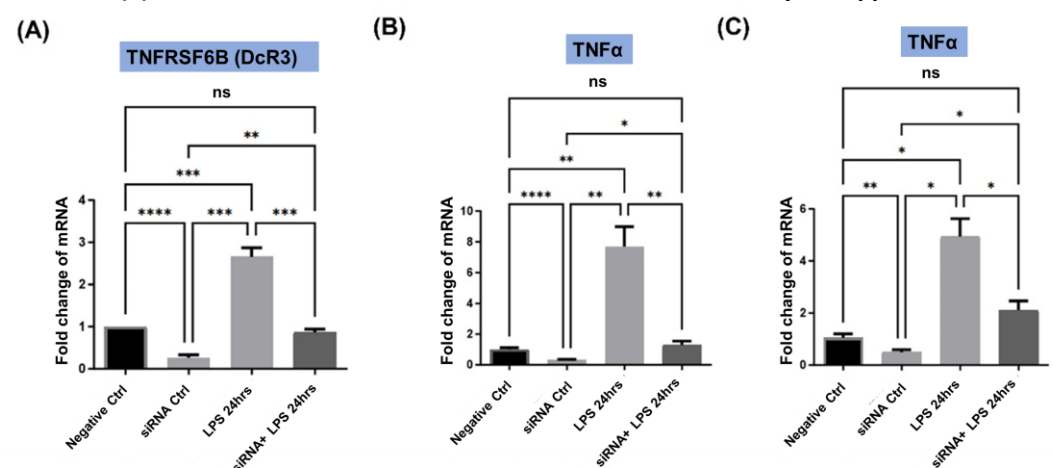 (A)
TNFRSF6B (DcR3)
ns
**
***
****
***
***
Fold change of mRNA
4
3
2
1
0
Negative Ctrl
siRNA Ctrl
LPS 24hrs
siRNA+ LPS 24hrs
(B)
TNFα
ns
*
**
****
**
**
Fold change of mRNA
10
8
6
4
2
0
Negative Ctrl
siRNA Ctrl
LPS 24hrs
siRNA+ LPS 24hrs
(C)
TNFα
ns
*
*
**
*
*
Fold change of mRNA
6
4
2
0
Negative Ctrl
siRNA Ctrl
LPS 24hrs
siRNA+ LPS 24hrs